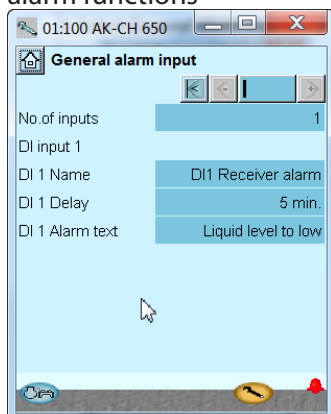 alarm functions
01:100 AK-CH 650
General alarm input
No.of inputs 1
DI input 1
DI 1 Name DI1 Receiver alarm
DI 1 Delay 5 min.
DI 1 Alarm text Liquid level to low